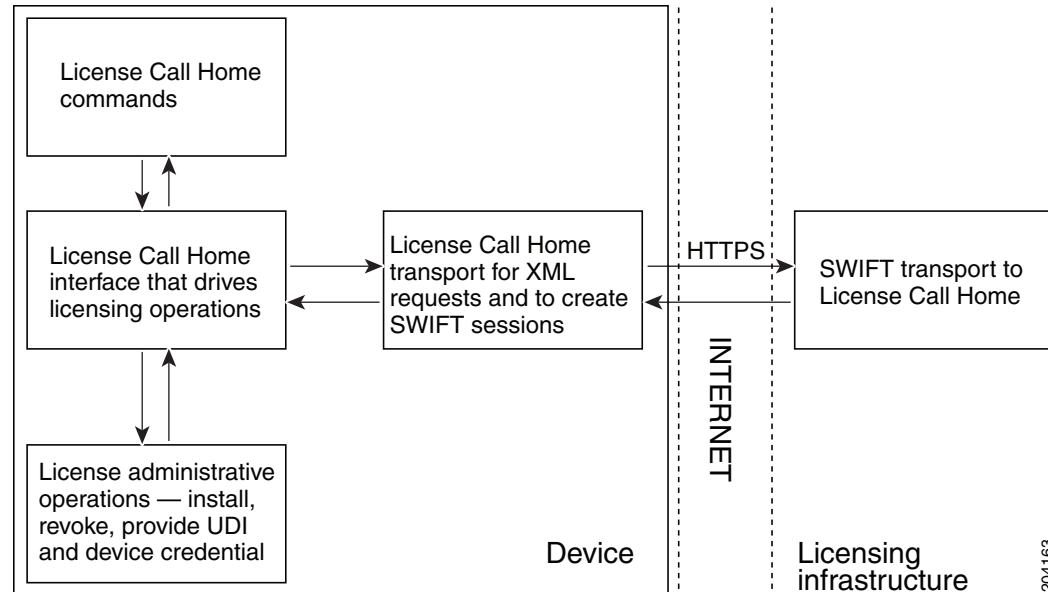 License Call Home
commands
License Call Home
interface that drives
licensing operations
License Call Home
transport for XML
requests and to create
SWIFT sessions
HTTPS
SWIFT transport to
License Call Home
INTERNET
License administrative
operations — install,
revoke, provide UDI
and device credential
Device
Licensing
infrastructure
204163